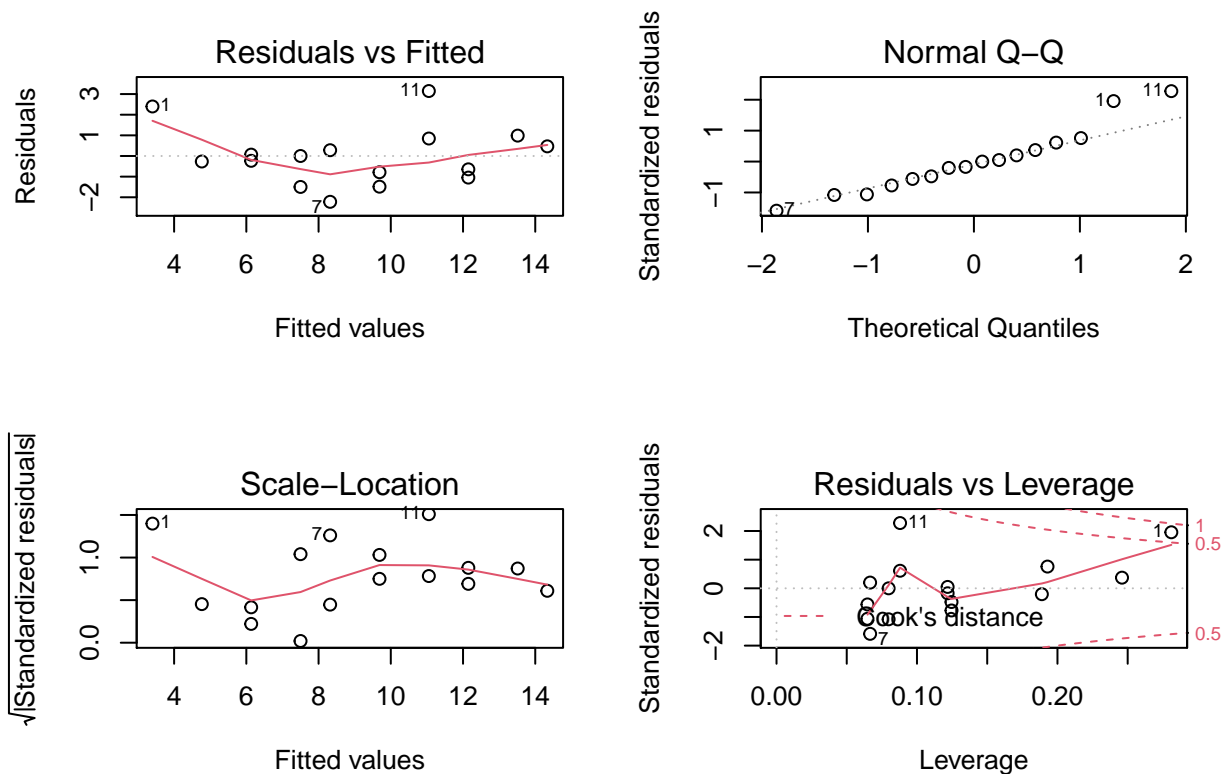 Residuals vs Fitted
Residuals
3
1
−2
1
11
7
4 6 8 10 12 14
Fitted values
Normal Q−Q
Standardized residuals
1
−1
1
11
7
−2 −1 0 1 2
Theoretical Quantiles
Scale−Location
√|Standardized residuals|
1.0
0.0
1
7
11
4 6 8 10 12 14
Fitted values
Residuals vs Leverage
Standardized residuals
2
0
−2
11
1
7
Cook's distance
1
0.5
0.5
0.00 0.10 0.20
Leverage